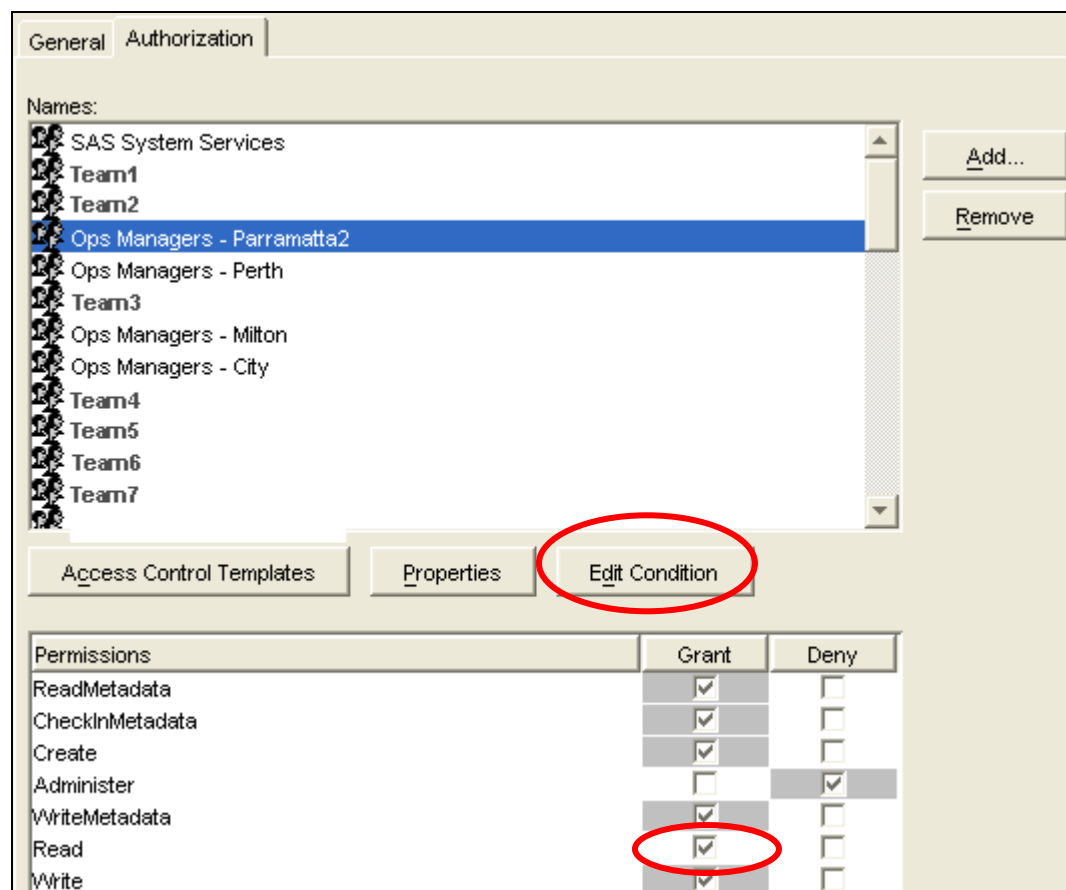 General Authorization
Names:
SAS System Services
Team1
Team2
Ops Managers - Parramatta2
Ops Managers - Perth
Team3
Ops Managers - Milton
Ops Managers - City
Team4
Team5
Team6
Team7
Add...
Remove
Access Control Templates Properties Edit Condition
Permissions Grant Deny
ReadMetadata
CheckInMetadata
Create
Administer
WriteMetadata
Read
Write